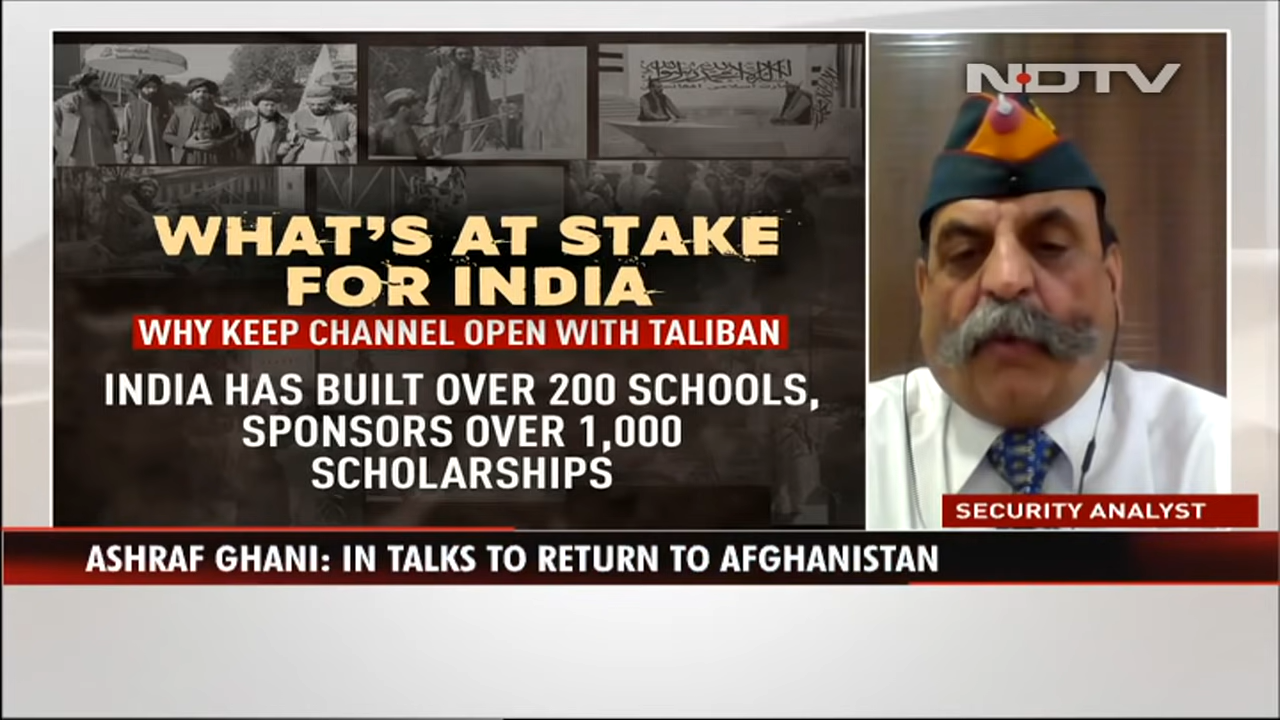 NDTV
WHAT'S AT STAKE
FOR INDIA
WHY KEEP CHANNEL OPEN WITH TALIBAN
INDIA HAS BUILT OVER 200 SCHOOLS,
SPONSORS OVER 1,000
SCHOLARSHIPS
SECURITY ANALYST
ASHRAF GHANI: IN TALKS TO RETURN TO AFGHANISTAN